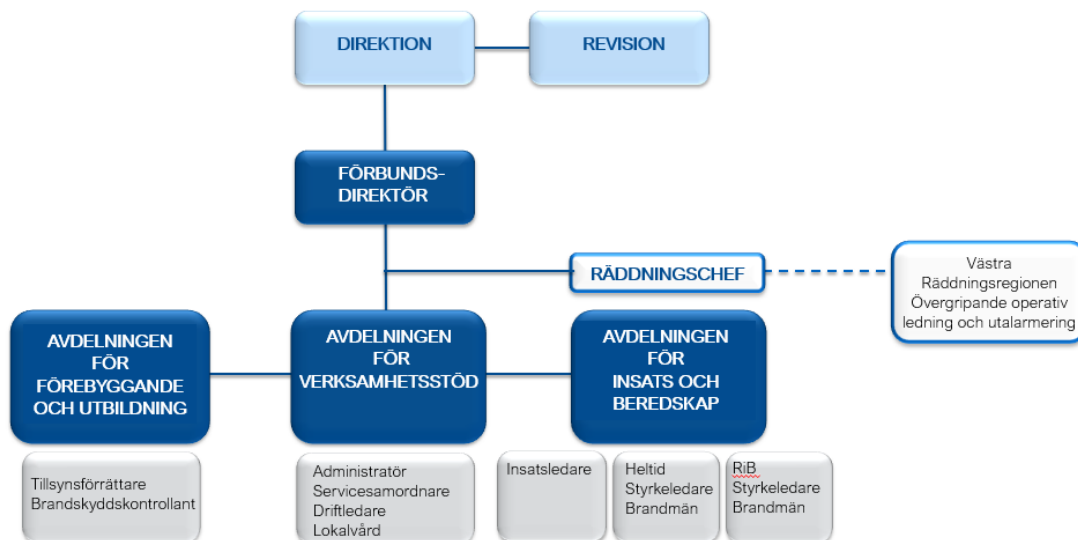 DIREKTION
REVISION
FÖRBUNDS-
DIREKTÖR
RÄDDNINGSCHEF
Västra
Räddningsregionen
Övergripande operativ
ledning och utalarmering
AVDELNINGEN
FÖR
FÖREBYGGANDE
OCH UTBILDNING
AVDELNINGEN
FÖR
VERKSAMHETSSTÖD
AVDELNINGEN
FÖR
INSATS OCH
BEREDSKAP
Tillsynsförrättare
Brandskyddskontrollant
Administratör
Servicesamordnare
Driftledare
Lokalvård
Insatsledare
Heltid
Styrkeledare
Brandmän
RiB
Styrkeledare
Brandmän